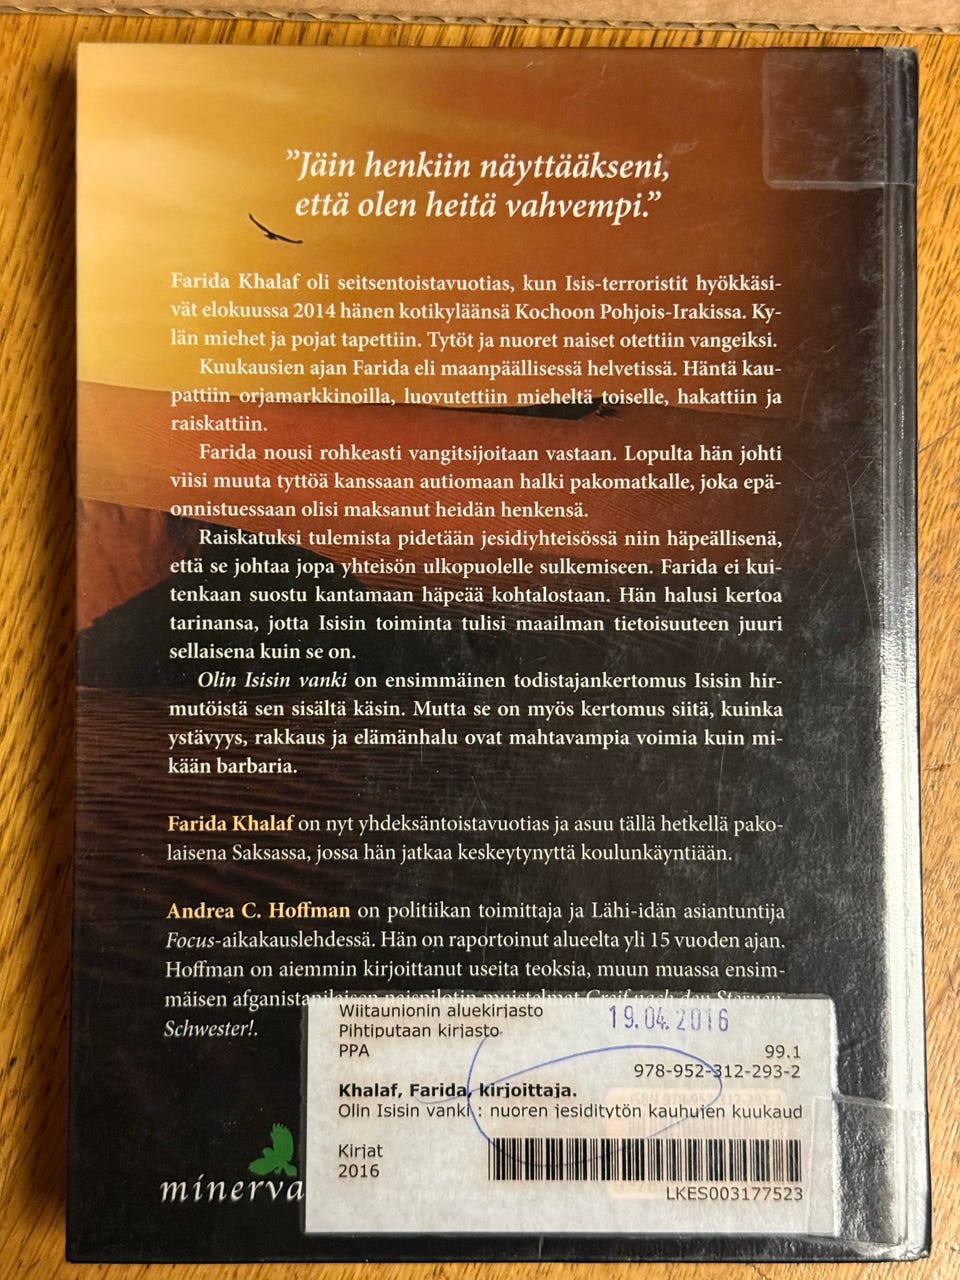 ”Jäin henkiin näyttääkseni,
että olen heitä vahvempi.”
Farida Khalaf oli seitsentoistavuotias, kun Isis-terroristit hyökkäsi-
vät elokuussa 2014 hänen kotikyläänsä Kochoon Pohjois-Irakissa. Ky-
län miehet ja pojat tapettiin. Tytöt ja nuoret naiset otettiin vangeiksi.
Kuukausien ajan Farida eli maanpäällisessä helvetissä. Häntä kau-
pattiin orjamarkkinoilla, luovutettiin mieheltä toiselle, hakattiin ja
raiskattiin.
Farida nousi rohkeasti vangitsijoitaan vastaan. Lopulta hän johti
viisi muuta tyttöä kanssaan autiomaan halki pakomatkalle, joka epä-
onnistuessaan olisi maksanut heidän henkensä.
Raiskatuksi tulemista pidetään jesidiyhteisössä niin häpeällisenä,
että se johtaa jopa yhteisön ulkopuolelle sulkemiseen. Farida ei kui-
tenkaan suostu kantamaan häpeää kohtalostaan. Hän halusi kertoa
tarinansa, jotta Isisin toiminta tulisi maailman tietoisuuteen juuri
sellaisena kuin se on.
Olin Isisin vanki on ensimmäinen todistajankertomus Isisin hir-
mutöistä sen sisältä käsin. Mutta se on myös kertomus siitä, kuinka
ystävyys, rakkaus ja elämänhalu ovat mahtavampia voimia kuin mi-
kään barbaria.
Farida Khalaf on nyt yhdeksäntoistavuotias ja asuu tällä hetkellä pako-
laisena Saksassa, jossa hän jatkaa keskeytynyttä koulunkäyntiään.
Andrea C. Hoffman on politiikan toimittaja ja Lähi-idän asiantuntija
Focus-aikakauslehdessä. Hän on raportoinut alueelta yli 15 vuoden ajan.
Hoffman on aiemmin kirjoittanut useita teoksia, muun muassa ensim-
mäisen afganistanilaisen naispilotin muistelmat Greif nach den Sternen,
Schwester!.
Wiitaunionin aluekirjasto
19.04.2016
Pihtiputaan kirjasto
PPA
99.1
978-952-312-293-2
Khalaf, Farida, kirjoittaja.
Olin Isisin vanki : nuoren jesiditytön kauhujen kuukaud
Kirjat
2016
LKES003177523
minerva